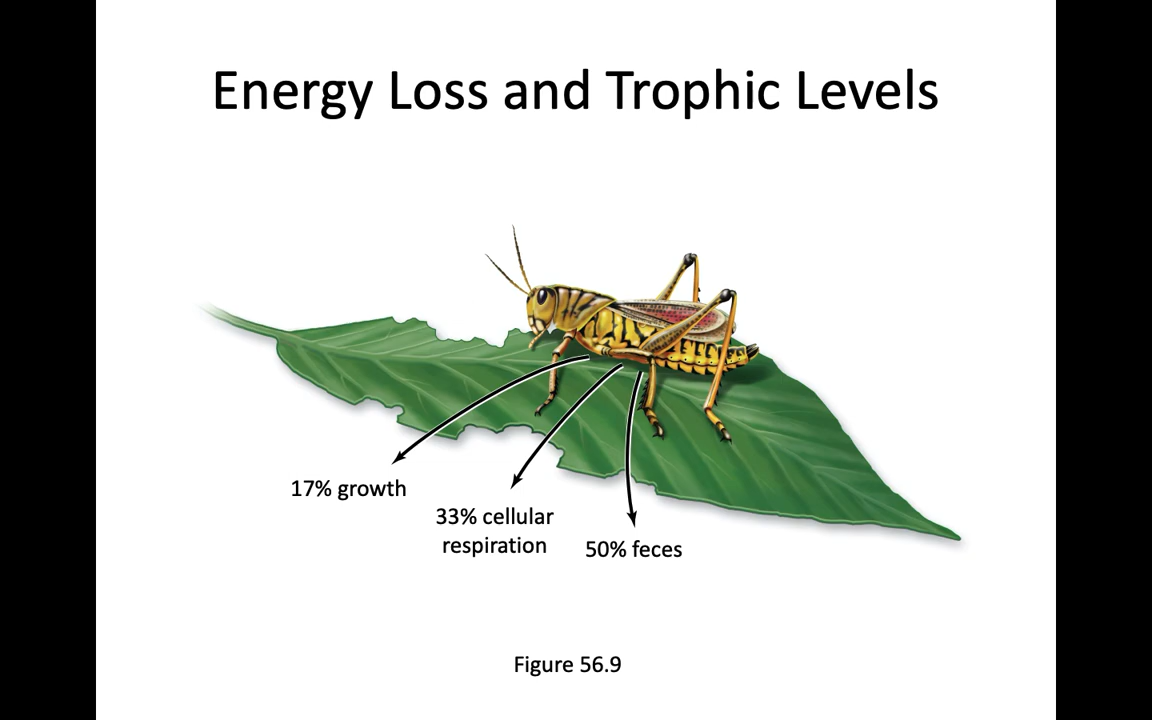 Energy Loss and Trophic Levels
17% growth
33% cellular
respiration
50% feces
Figure 56.9